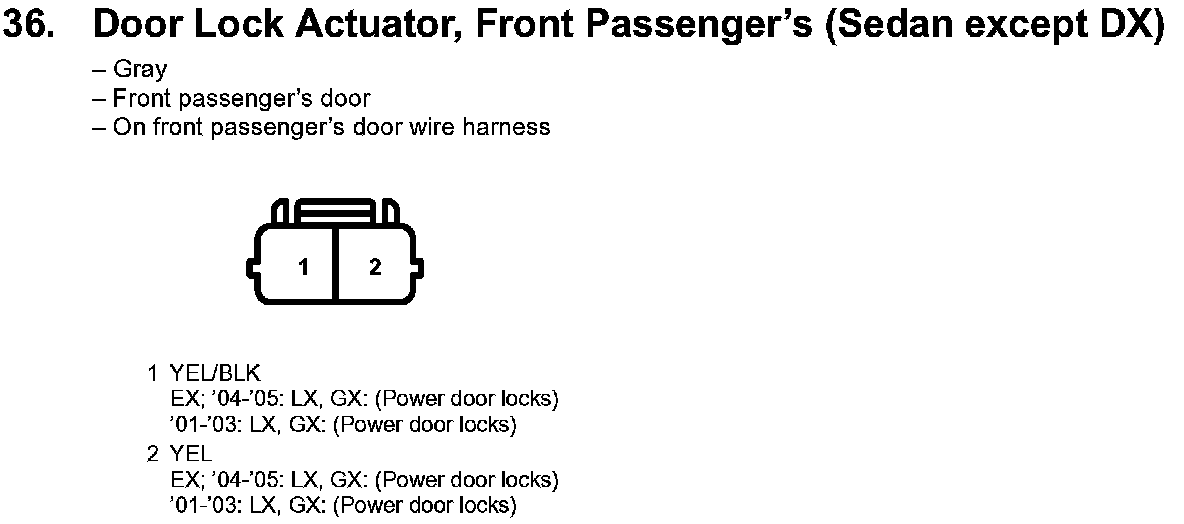 36. Door Lock Actuator, Front Passenger’s (Sedan except DX)
– Gray
– Front passenger’s door
– On front passenger’s door wire harness
1 2
1 YEL/BLK
EX; ’04-’05: LX, GX: (Power door locks)
’01-’03: LX, GX: (Power door locks)
2 YEL
EX; ’04-’05: LX, GX: (Power door locks)
’01-’03: LX, GX: (Power door locks)